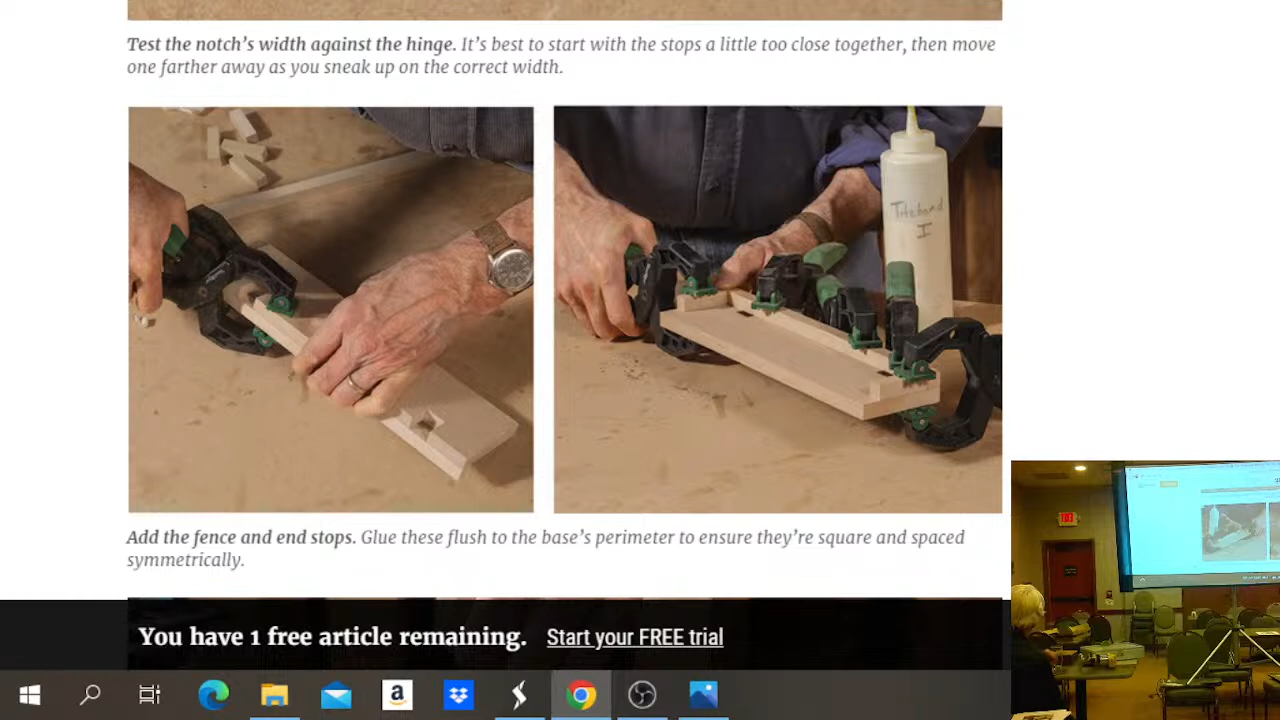 Test the notch’s width against the hinge. It’s best to start with the stops a little too close together, then move
one farther away as you sneak up on the correct width.
Titebond
I
Add the fence and end stops. Glue these flush to the base’s perimeter to ensure they’re square and spaced
symmetrically.
You have 1 free article remaining. Start your FREE trial
a